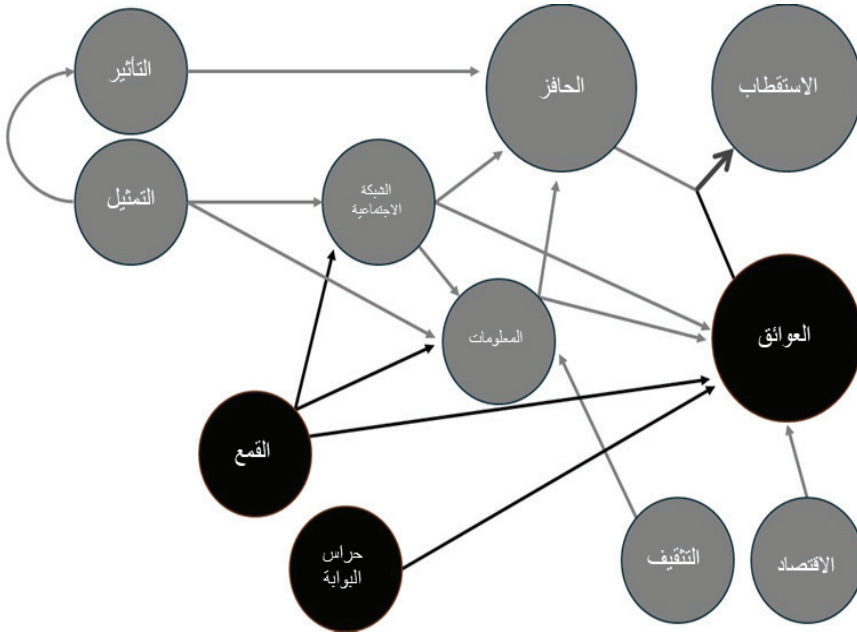 التأثير
الحافز
الاستقطاب
التمثيل
الشبكة
الاجتماعية
المعلومات
العوائق
القمع
حراس
البوابة
التثقيف
الاقتصاد